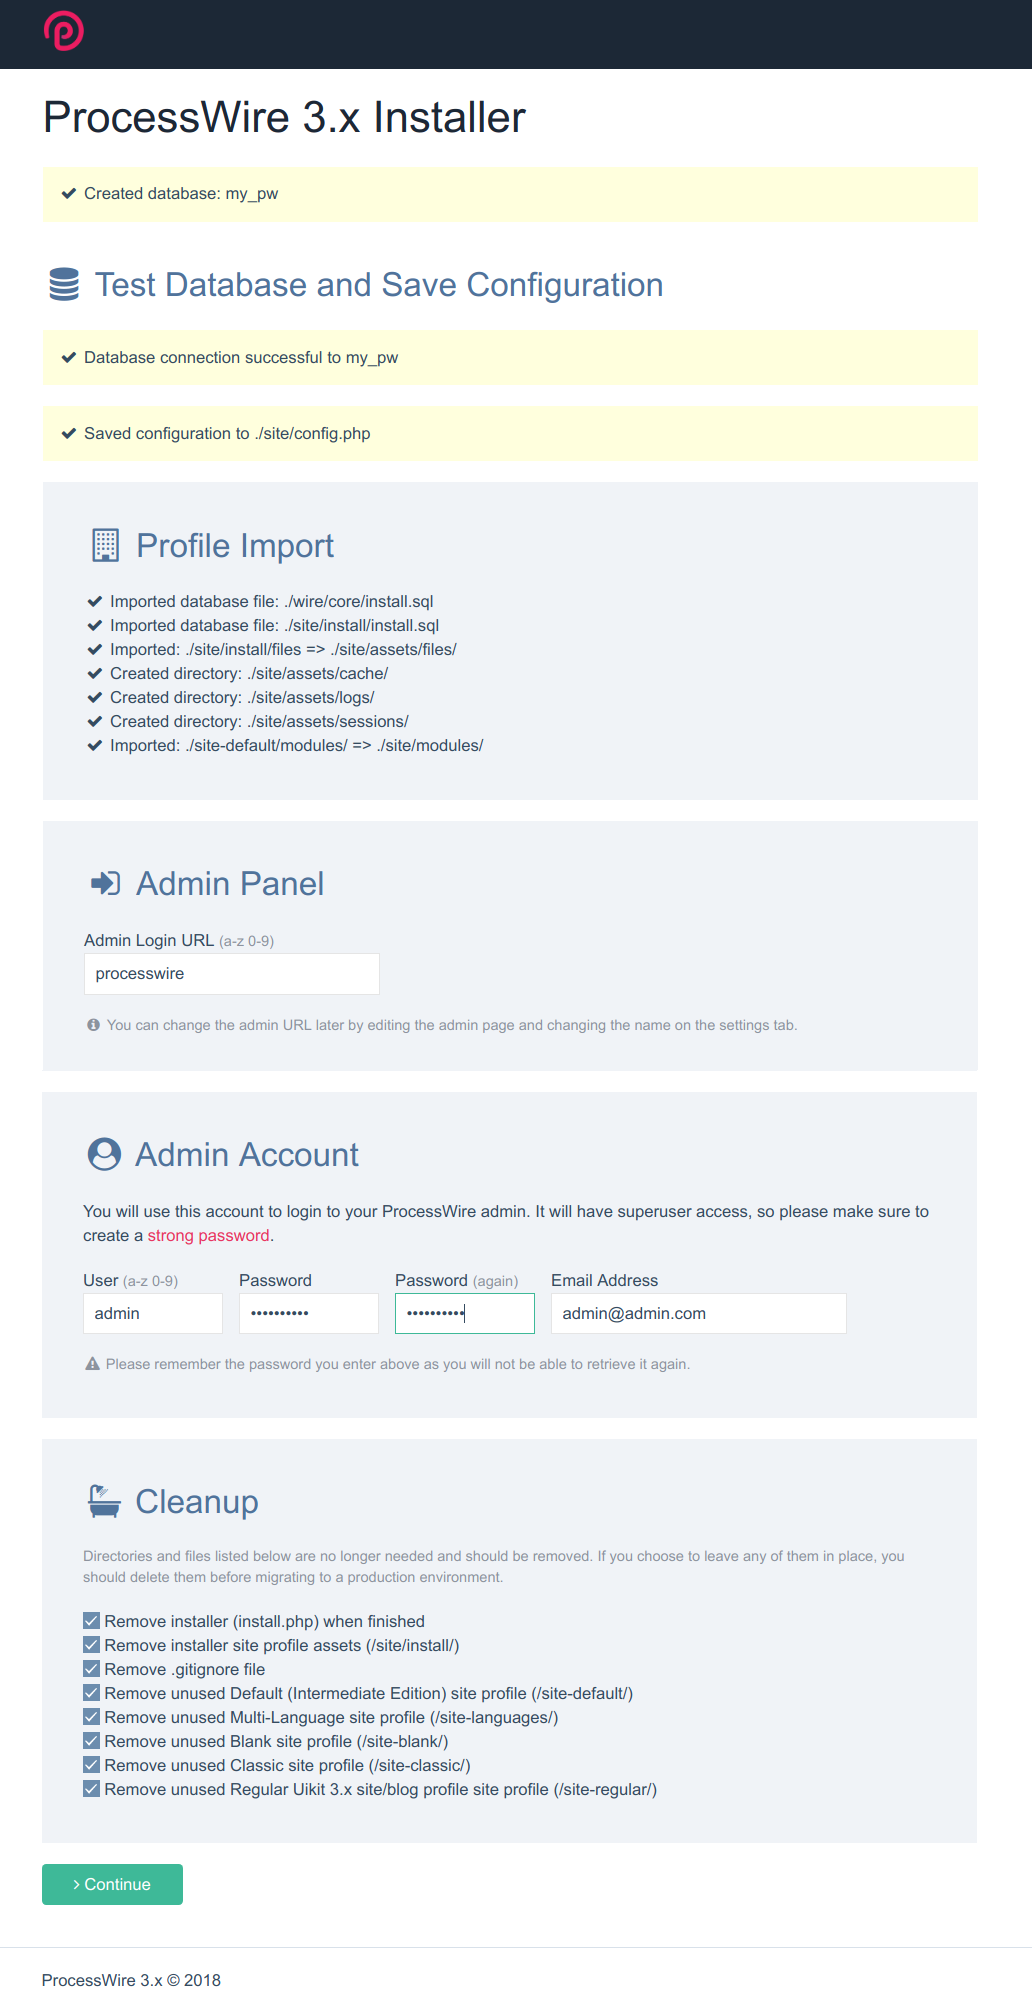 ProcessWire 3.x Installer
Created database: my_pw
Test Database and Save Configuration
Database connection successful to my_pw
Saved configuration to ./site/config.php
Profile Import
Imported database file: ./wire/core/install.sql
Imported database file: ./site/install/install.sql
Imported: ./site/install/files => ./site/assets/files/
Created directory: ./site/assets/cache/
Created directory: ./site/assets/logs/
Created directory: ./site/assets/sessions/
Imported: ./site-default/modules/ => ./site/modules/
Admin Panel
Admin Login URL (a-z 0-9)
processwire
You can change the admin URL later by editing the admin page and changing the name on the settings tab.
Admin Account
You will use this account to login to your ProcessWire admin. It will have superuser access, so please make sure to
create a strong password.
User (a-z 0-9) Password Password (again) Email Address
admin •••••••••• •••••••••• admin@admin.com
Please remember the password you enter above as you will not be able to retrieve it again.
Cleanup
Directories and files listed below are no longer needed and should be removed. If you choose to leave any of them in place, you
should delete them before migrating to a production environment.
Remove installer (install.php) when finished
Remove installer site profile assets (/site/install/)
Remove .gitignore file
Remove unused Default (Intermediate Edition) site profile (/site-default/)
Remove unused Multi-Language site profile (/site-languages/)
Remove unused Blank site profile (/site-blank/)
Remove unused Classic site profile (/site-classic/)
Remove unused Regular Uikit 3.x site/blog profile site profile (/site-regular/)
Continue
ProcessWire 3.x © 2018